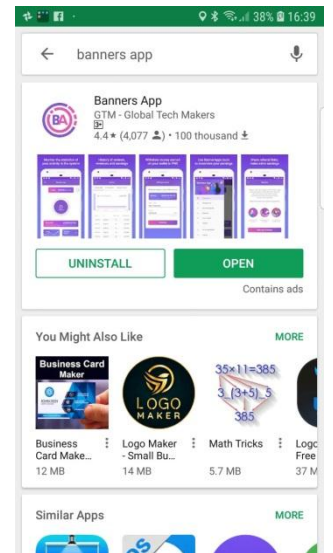 38% 16:39
banners app
Banners App
GTM - Global Tech Makers
3+
4.4★ (4,077 ) • 100 thousand
BA
UNINSTALL
OPEN
Contains ads
You Might Also Like
MORE
Business Card
Maker
LOGO
MAKER
35×11=385
3_(3+5)_5
385
Business
Card Make...
12 MB
Logo Maker
- Small Bu...
14 MB
Math Tricks
5.7 MB
Logo
Free
37 M
Similar Apps
MORE